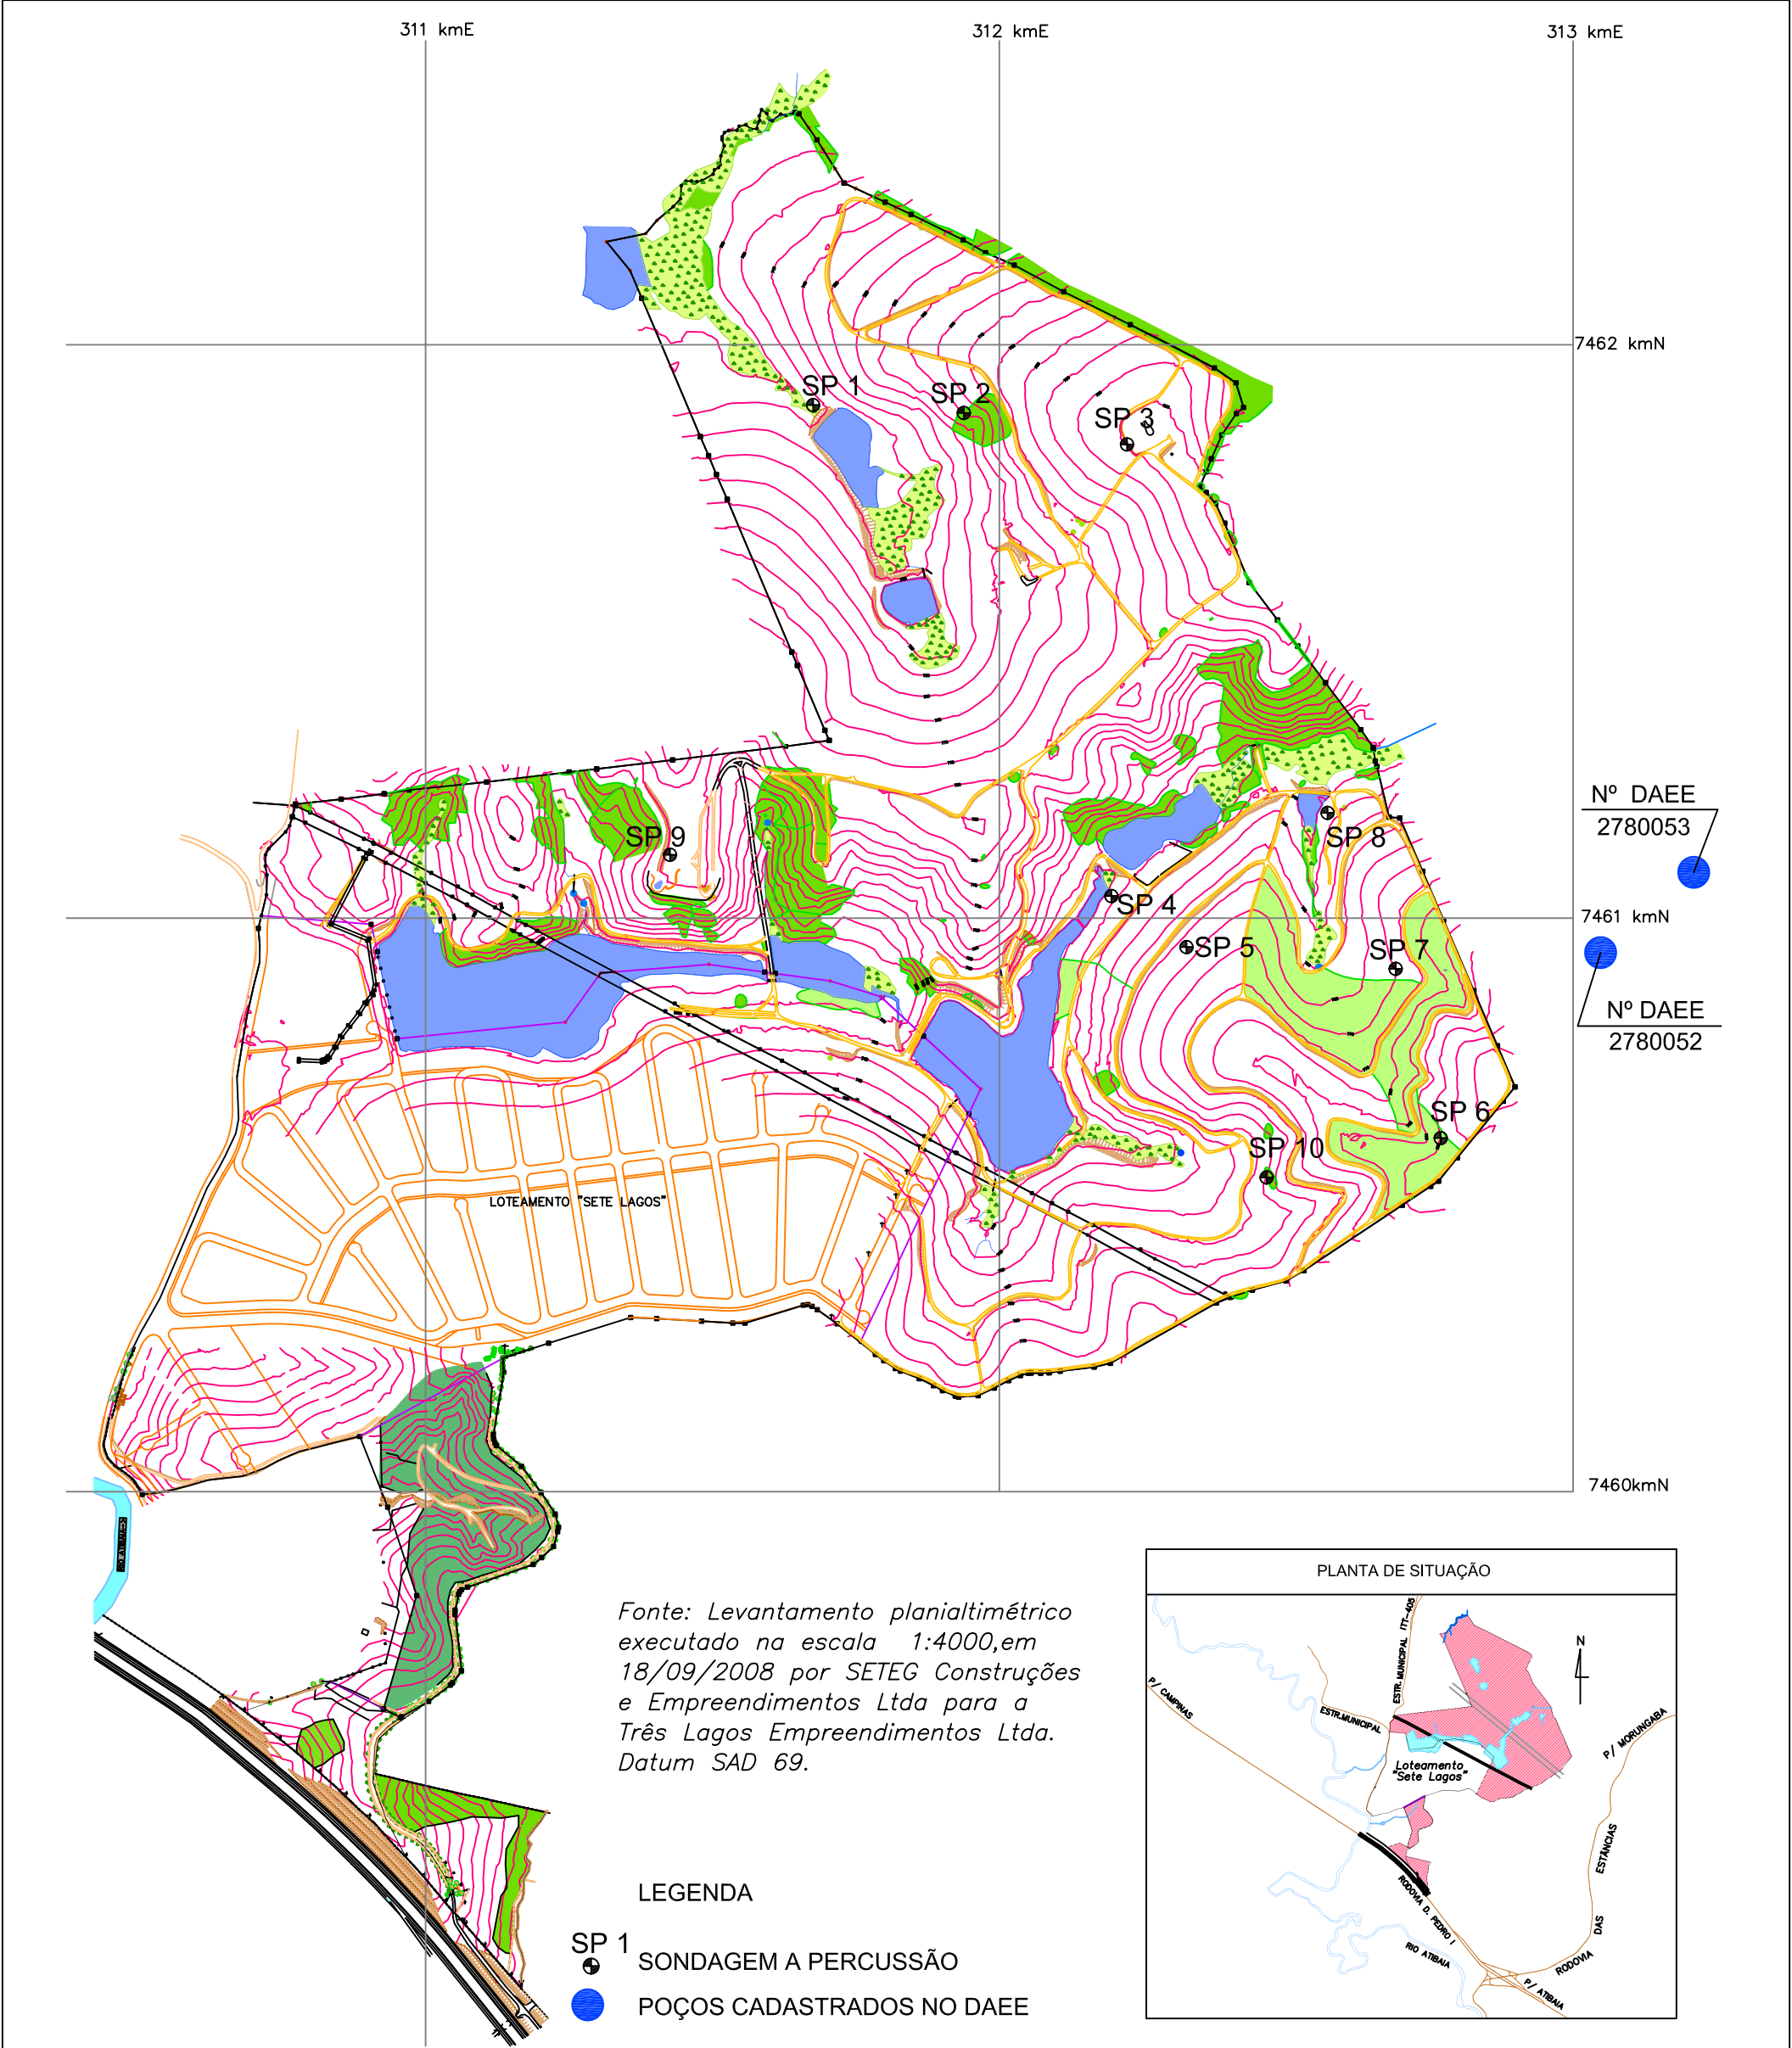 311 kmE
312 kmE
313 kmE
7462 kmN
SP 1
SP 2
SP 3
Nº DAEE
2780053
SP 9
SP 8
SP 4
7461 kmN
SP 5
SP 7
Nº DAEE
2780052
SP 6
SP 10
LOTEAMENTO "SETE LAGOS"
7460kmN
Fonte: Levantamento planialtimétrico
executado na escala 1:4000,em
18/09/2008 por SETEG Construções
e Empreendimentos Ltda para a
Três Lagos Empreendimentos Ltda.
Datum SAD 69.
LEGENDA
SP 1
SONDAGEM A PERCUSSÃO
POÇOS CADASTRADOS NO DAEE
PLANTA DE SITUAÇÃO
ESTR. MUNICIPAL ITT-405
N
P/ CAMPINAS
ESTR.MUNICIPAL
P/ MORUNGABA
Loteamento
"Sete Lagos"
ESTÂNCIAS
DAS
RODOVIA
RODOVIA D. PEDRO I
RIO ATIBAIA
P/ ATIBAIA